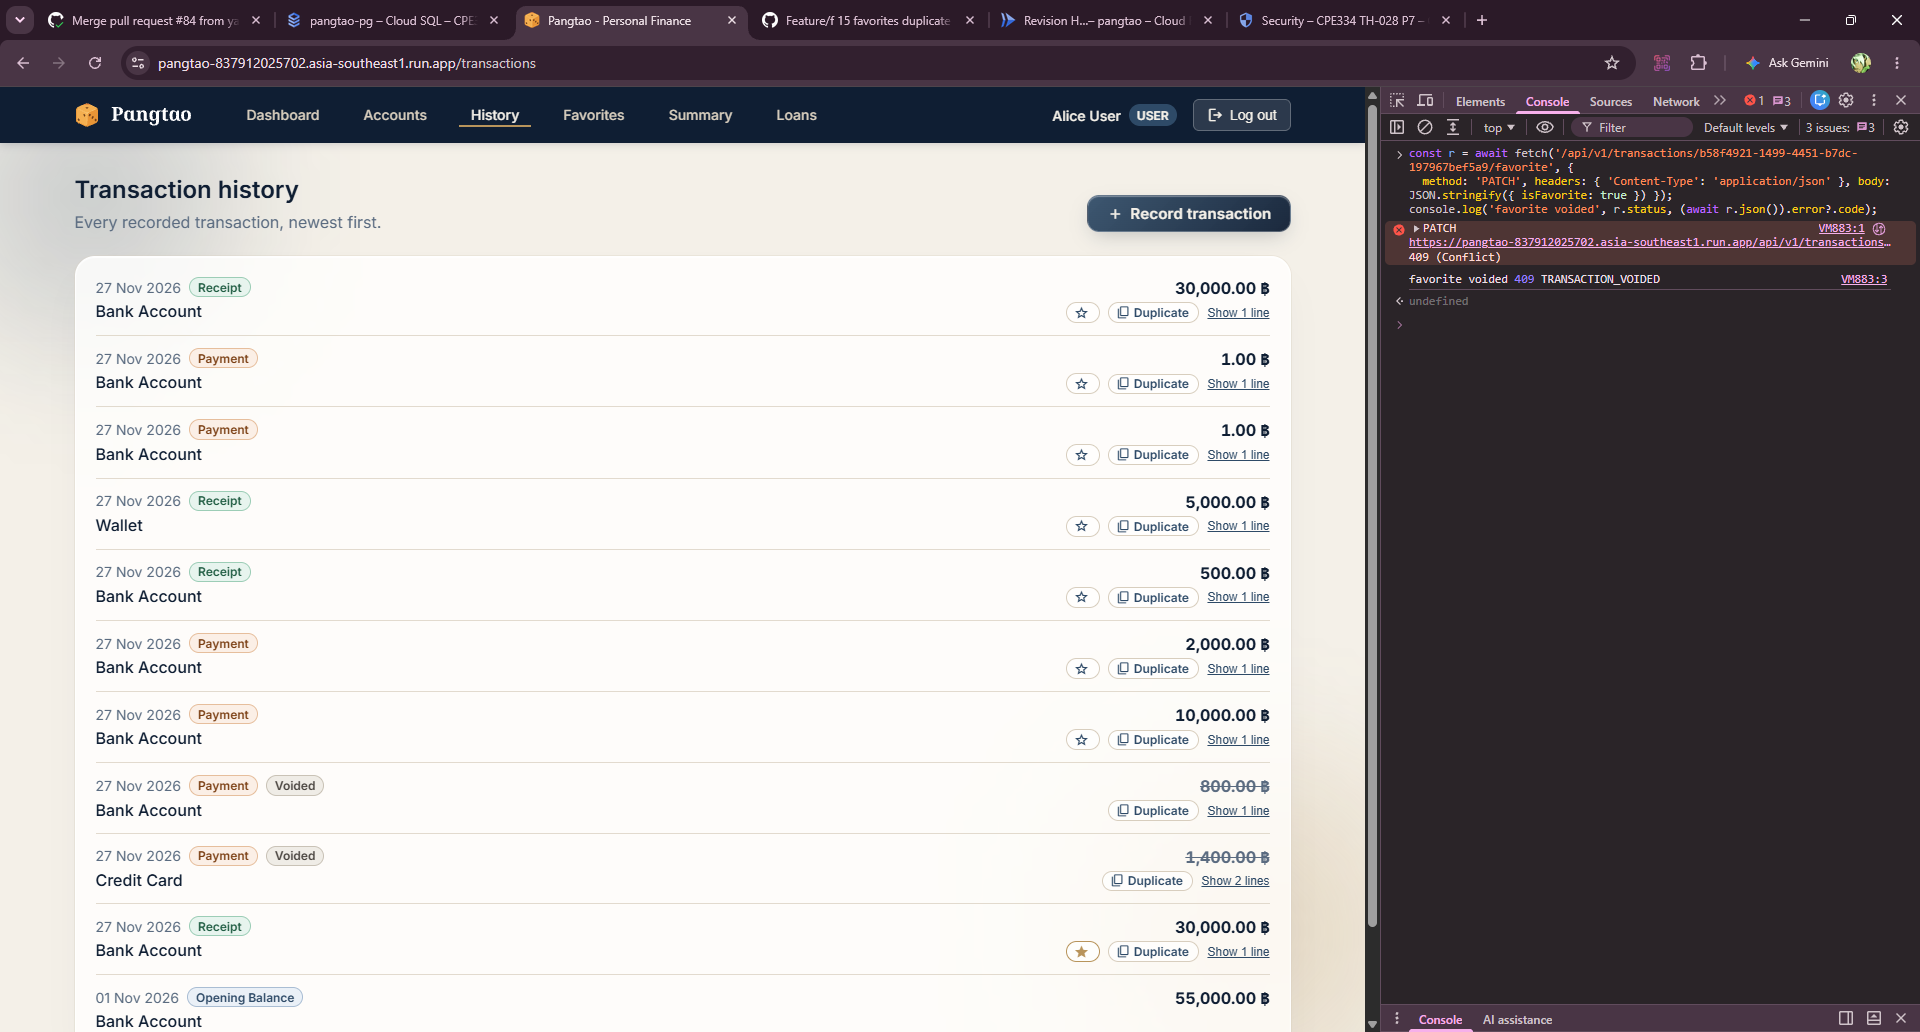 Merge pull request #84 from ya
pangtao-pg – Cloud SQL – CPE
Pangtao - Personal Finance
Feature/f 15 favorites duplicate
Revision H...– pangtao – Cloud
Security – CPE334 TH-028 P7 –
pangtao-837912025702.asia-southeast1.run.app/transactions
Ask Gemini
Pangtao
Dashboard
Accounts
History
Favorites
Summary
Loans
Alice User
USER
Log out
Transaction history
Every recorded transaction, newest first.
+ Record transaction
27 Nov 2026 Receipt 30,000.00 ฿
Bank Account Duplicate Show 1 line
27 Nov 2026 Payment 1.00 ฿
Bank Account Duplicate Show 1 line
27 Nov 2026 Payment 1.00 ฿
Bank Account Duplicate Show 1 line
27 Nov 2026 Receipt 5,000.00 ฿
Wallet Duplicate Show 1 line
27 Nov 2026 Receipt 500.00 ฿
Bank Account Duplicate Show 1 line
27 Nov 2026 Payment 2,000.00 ฿
Bank Account Duplicate Show 1 line
27 Nov 2026 Payment 10,000.00 ฿
Bank Account Duplicate Show 1 line
27 Nov 2026 Payment Voided 800.00 ฿
Bank Account Duplicate Show 1 line
27 Nov 2026 Payment Voided 1,400.00 ฿
Credit Card Duplicate Show 2 lines
27 Nov 2026 Receipt 30,000.00 ฿
Bank Account Duplicate Show 1 line
01 Nov 2026 Opening Balance 55,000.00 ฿
Bank Account
Elements Console Sources Network 1 3
top Filter Default levels 3 issues: 3
const r = await fetch('/api/v1/transactions/b58f4921-1499-4451-b7dc-
197967bef5a9/favorite', {
method: 'PATCH', headers: { 'Content-Type': 'application/json' }, body:
JSON.stringify({ isFavorite: true }) });
console.log('favorite voided', r.status, (await r.json()).error?.code);
PATCH VM883:1
https://pangtao-837912025702.asia-southeast1.run.app/api/v1/transactions…
409 (Conflict)
favorite voided 409 TRANSACTION_VOIDED VM883:3
undefined
Console AI assistance